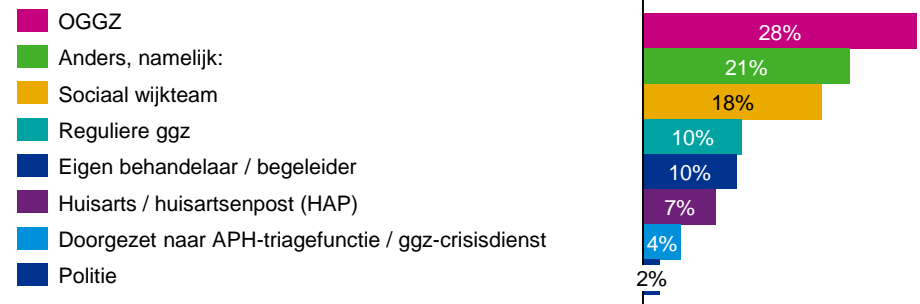 OGGZ 28%
Anders, namelijk: 21%
Sociaal wijkteam 18%
Reguliere ggz 10%
Eigen behandelaar / begeleider 10%
Huisarts / huisartsenpost (HAP) 7%
Doorgezet naar APH-triagefunctie / ggz-crisisdienst 4%
Politie 2%